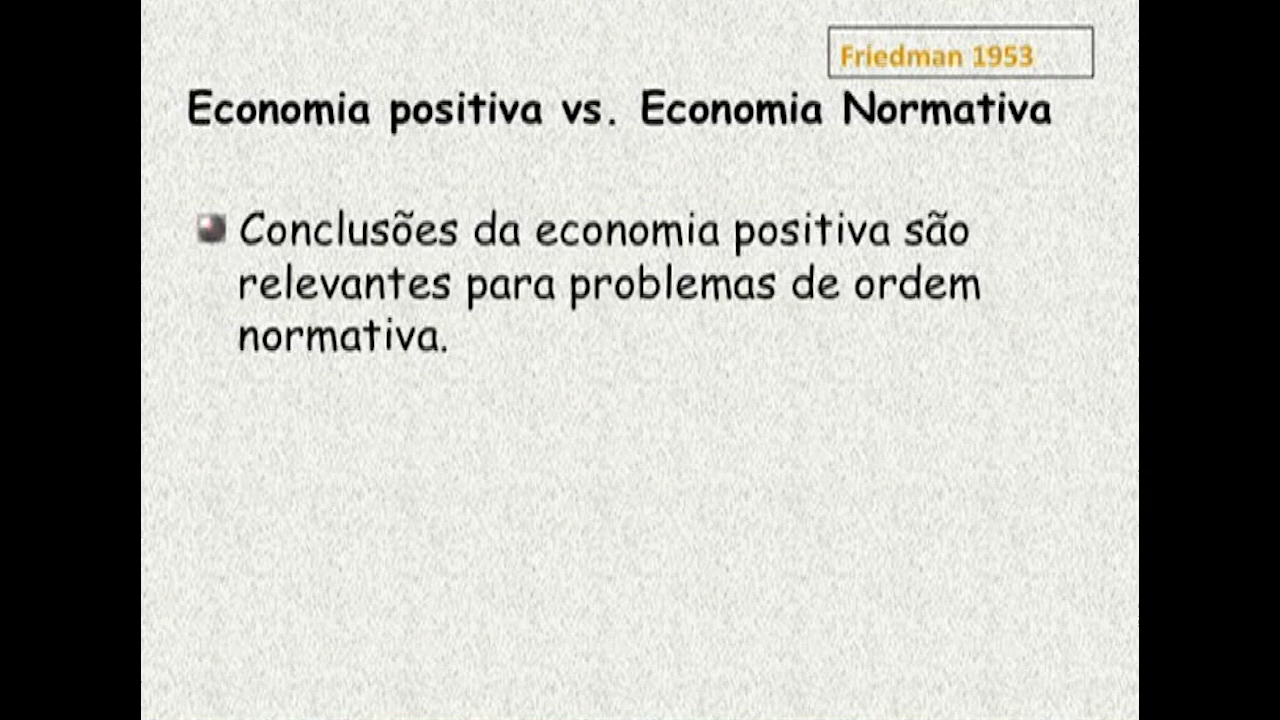 Friedman 1953
Economia positiva vs. Economia Normativa
Conclusões da economia positiva são
relevantes para problemas de ordem
normativa.